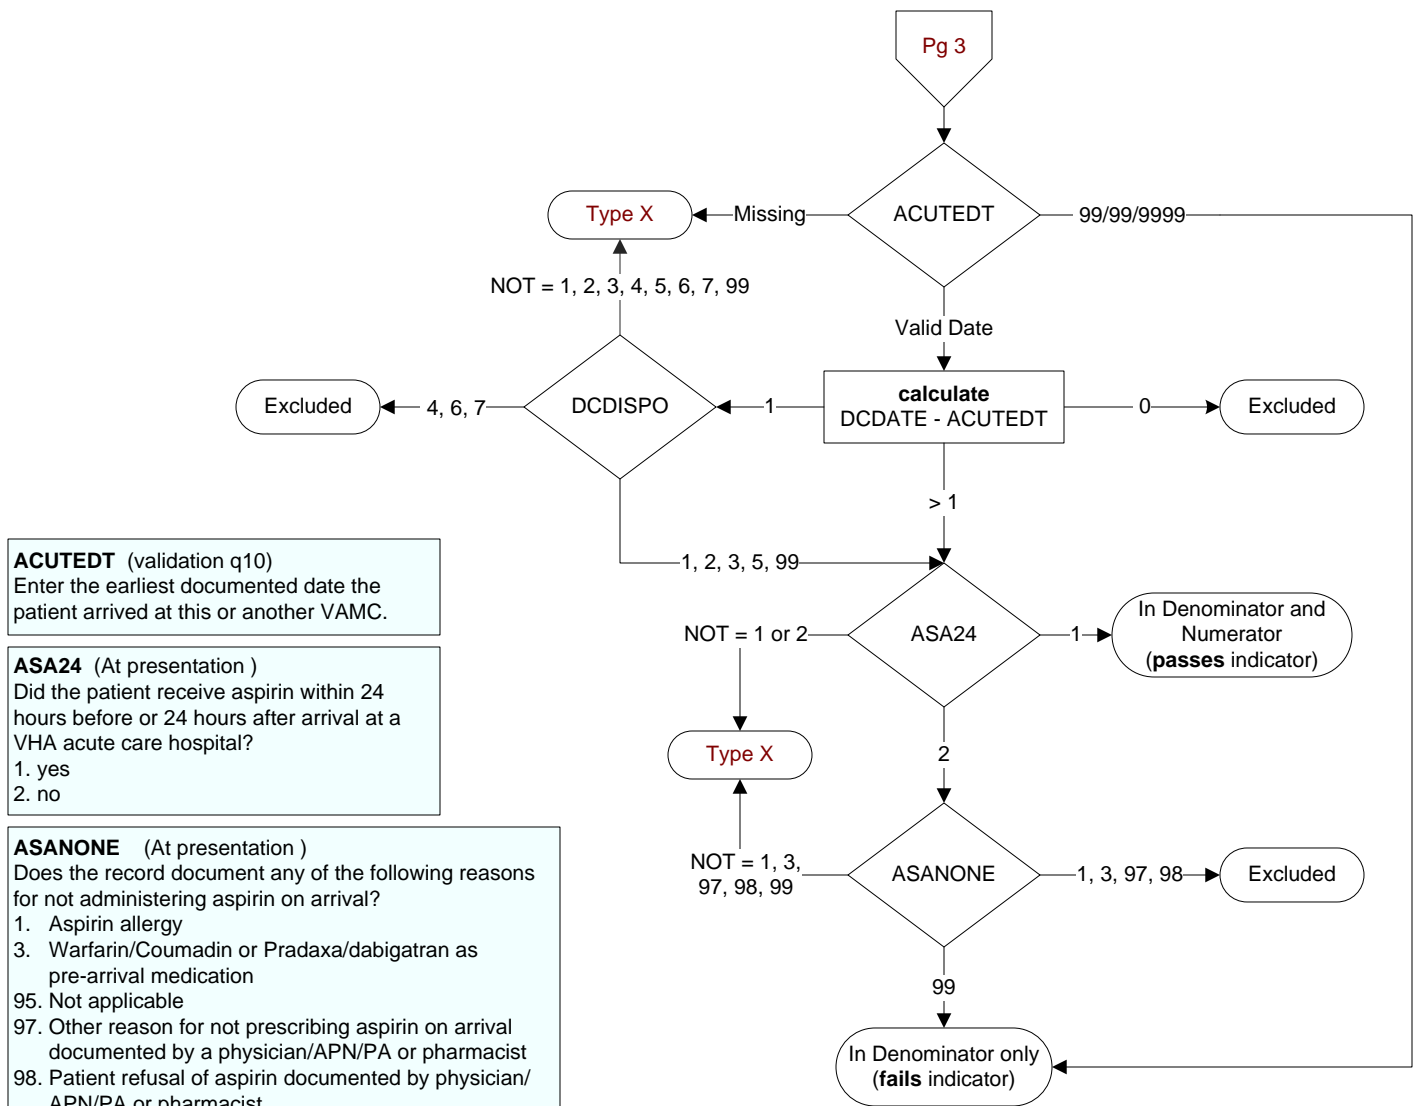 Pg 3
ACUTEDT
Missing
Type X
99/99/9999
NOT = 1, 2, 3, 4, 5, 6, 7, 99
Valid Date
calculate
DCDATE - ACUTEDT
1
0
Excluded
DCDISPO
4, 6, 7
Excluded
> 1
1, 2, 3, 5, 99
ASA24
NOT = 1 or 2
1
In Denominator and
Numerator
(passes indicator)
Type X
2
ASANONE
NOT = 1, 3,
97, 98, 99
1, 3, 97, 98
Excluded
99
In Denominator only
(fails indicator)
ACUTEDT (validation q10)
Enter the earliest documented date the
patient arrived at this or another VAMC.
ASA24 (At presentation )
Did the patient receive aspirin within 24
hours before or 24 hours after arrival at a
VHA acute care hospital?
1. yes
2. no
ASANONE (At presentation )
Does the record document any of the following reasons
for not administering aspirin on arrival?
1. Aspirin allergy
3. Warfarin/Coumadin or Pradaxa/dabigatran as
pre-arrival medication
95. Not applicable
97. Other reason for not prescribing aspirin on arrival
documented by a physician/APN/PA or pharmacist
98. Patient refusal of aspirin documented by physician/
APN/PA or pharmacist